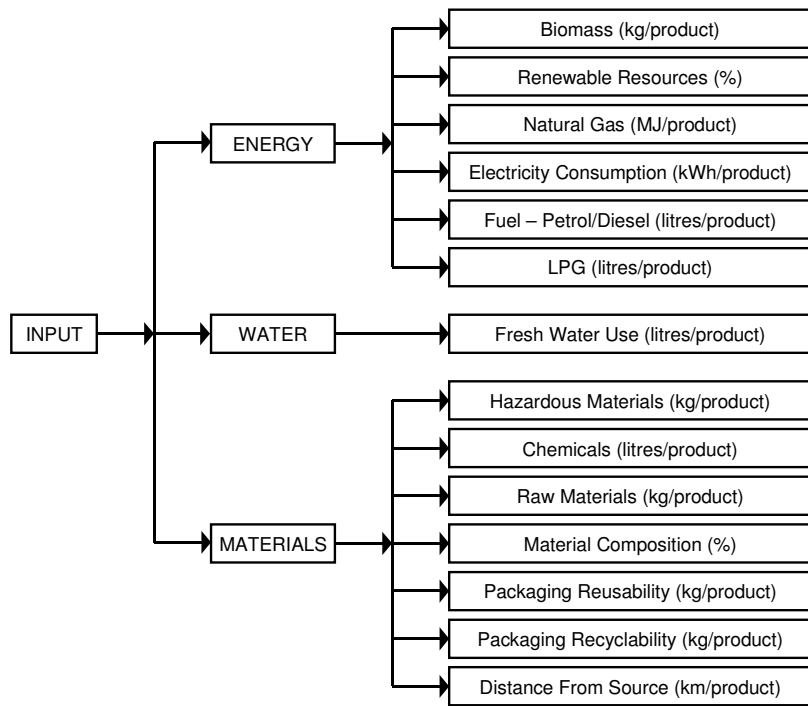 Biomass (kg/product)
Renewable Resources (%)
ENERGY
Natural Gas (MJ/product)
Electricity Consumption (kWh/product)
Fuel – Petrol/Diesel (litres/product)
LPG (litres/product)
INPUT
WATER
Fresh Water Use (litres/product)
Hazardous Materials (kg/product)
Chemicals (litres/product)
Raw Materials (kg/product)
MATERIALS
Material Composition (%)
Packaging Reusability (kg/product)
Packaging Recyclability (kg/product)
Distance From Source (km/product)